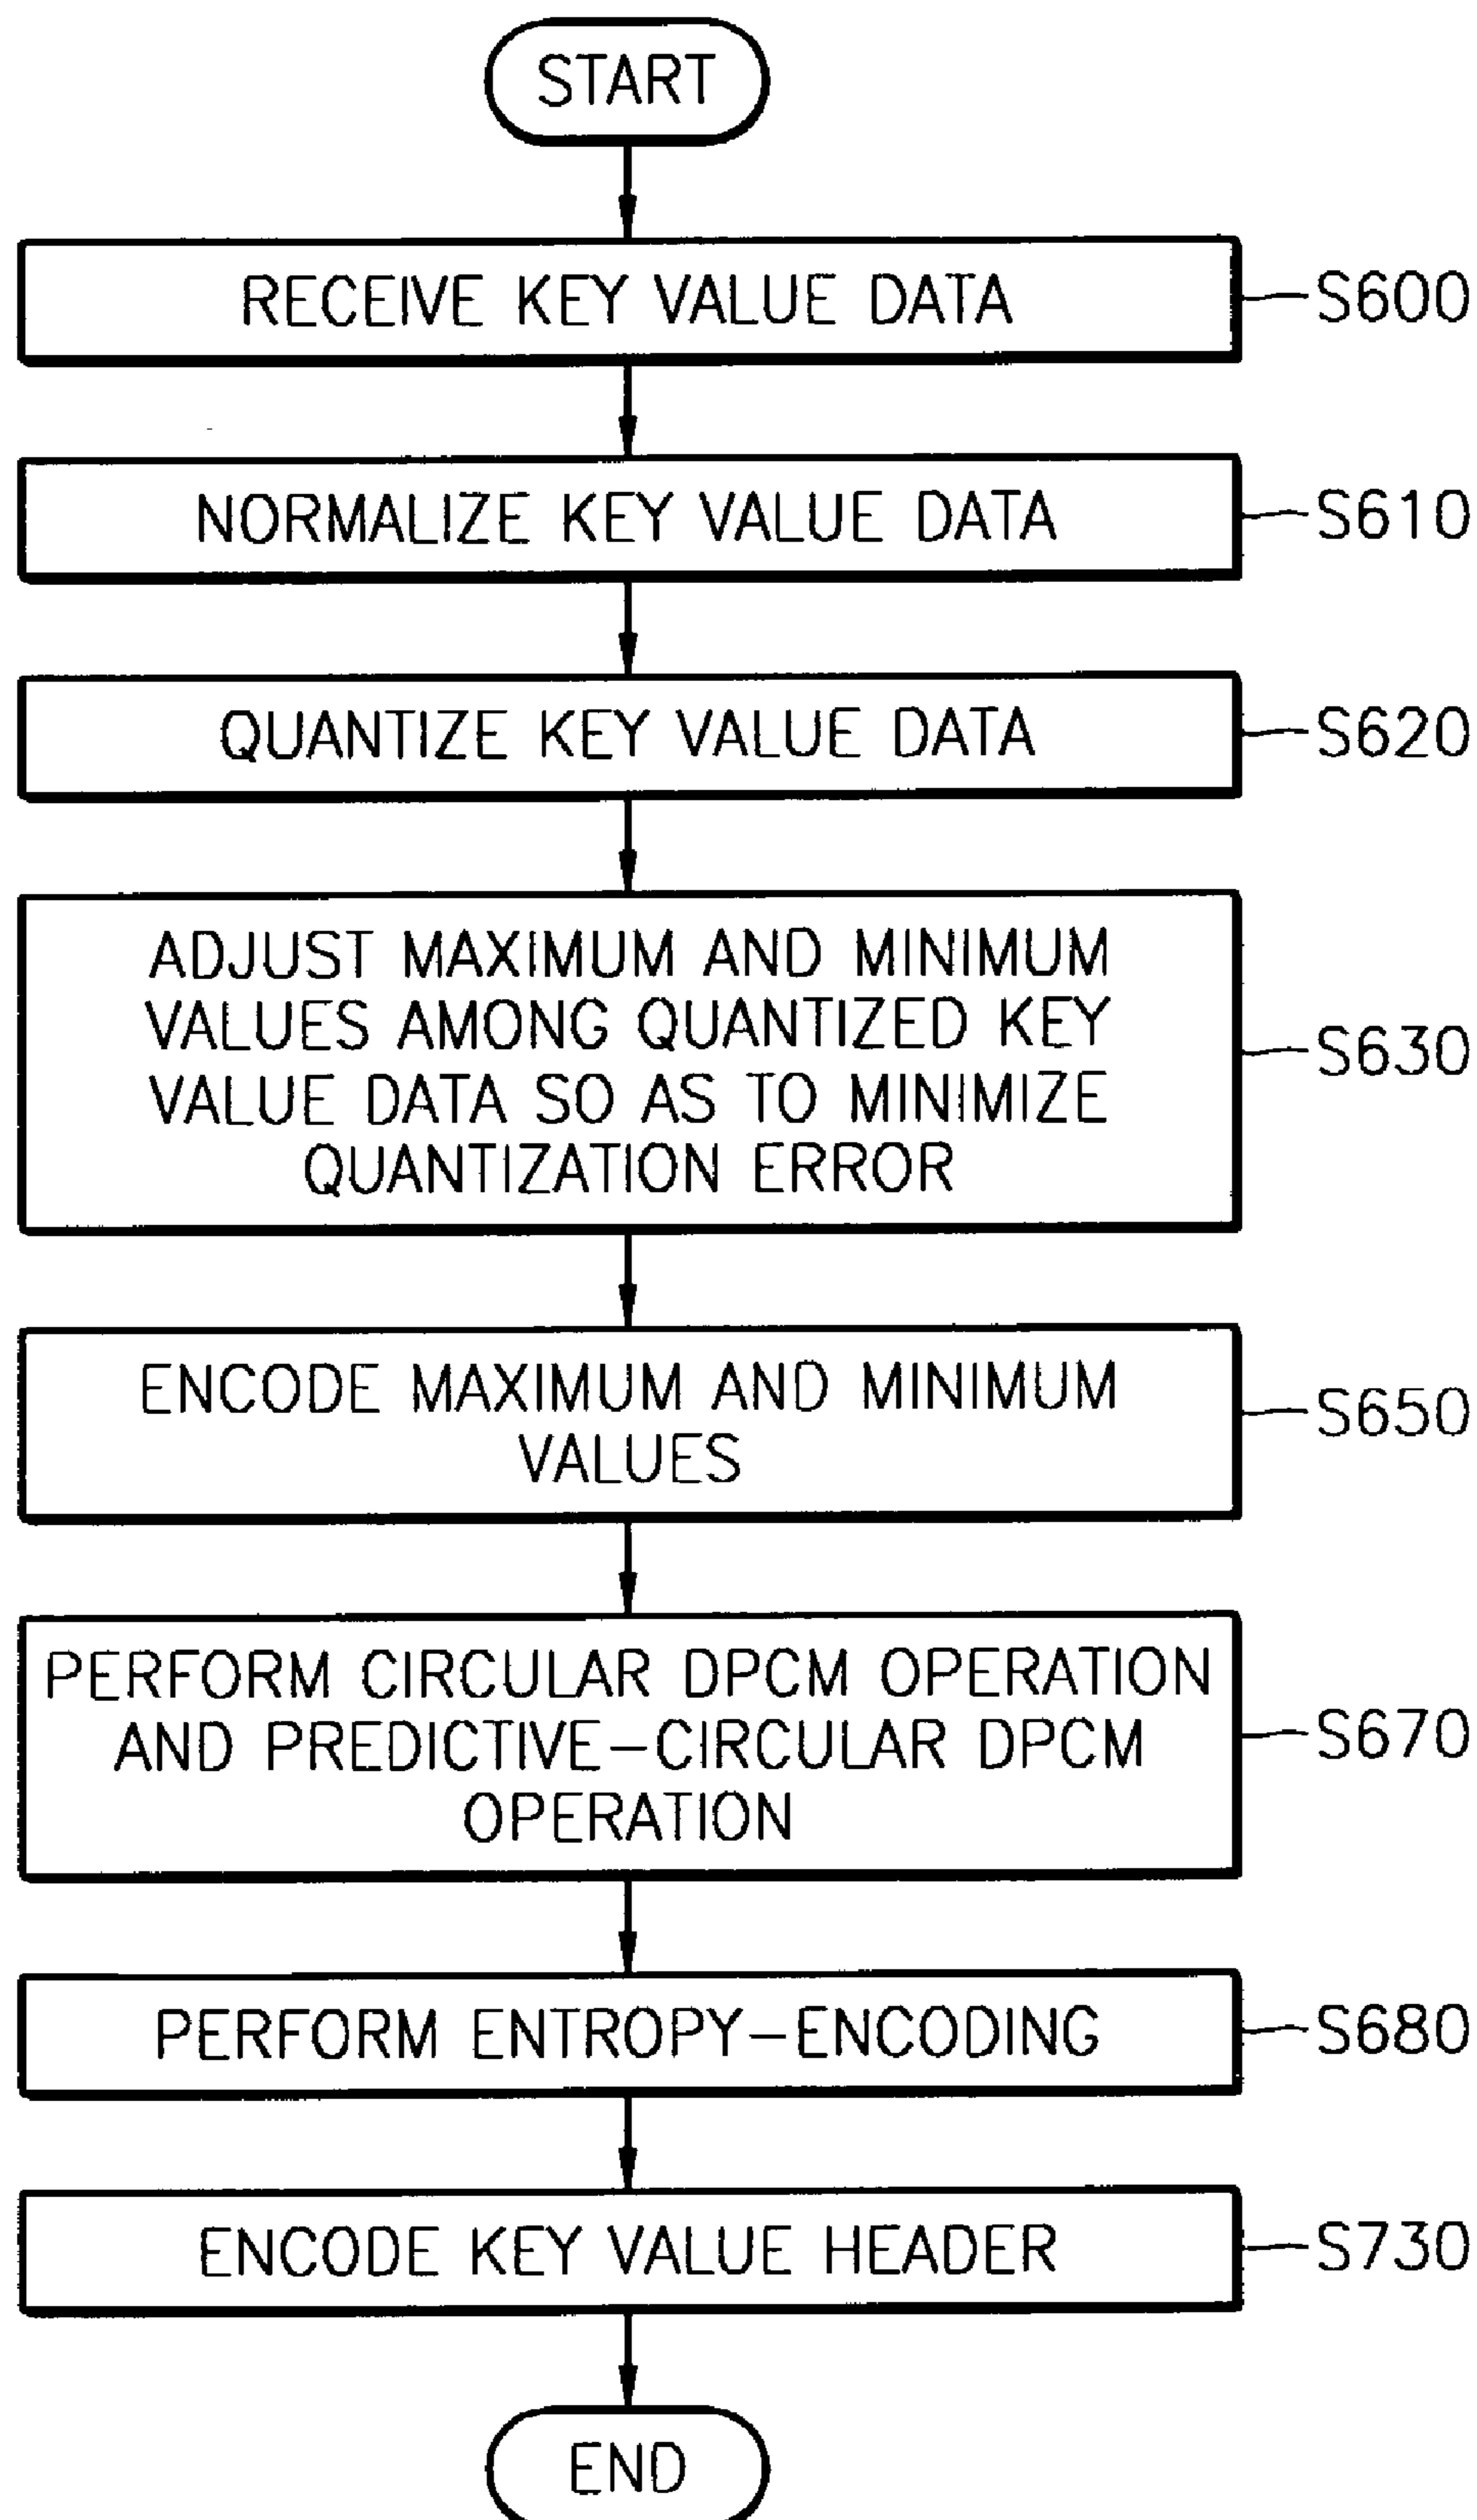 START
RECEIVE KEY VALUE DATA
S600
NORMALIZE KEY VALUE DATA
S610
QUANTIZE KEY VALUE DATA
S620
ADJUST MAXIMUM AND MINIMUM
VALUES AMONG QUANTIZED KEY
VALUE DATA SO AS TO MINIMIZE
QUANTIZATION ERROR
S630
ENCODE MAXIMUM AND MINIMUM
VALUES
S650
PERFORM CIRCULAR DPCM OPERATION
AND PREDICTIVE-CIRCULAR DPCM
OPERATION
S670
PERFORM ENTROPY-ENCODING
S680
ENCODE KEY VALUE HEADER
S730
END